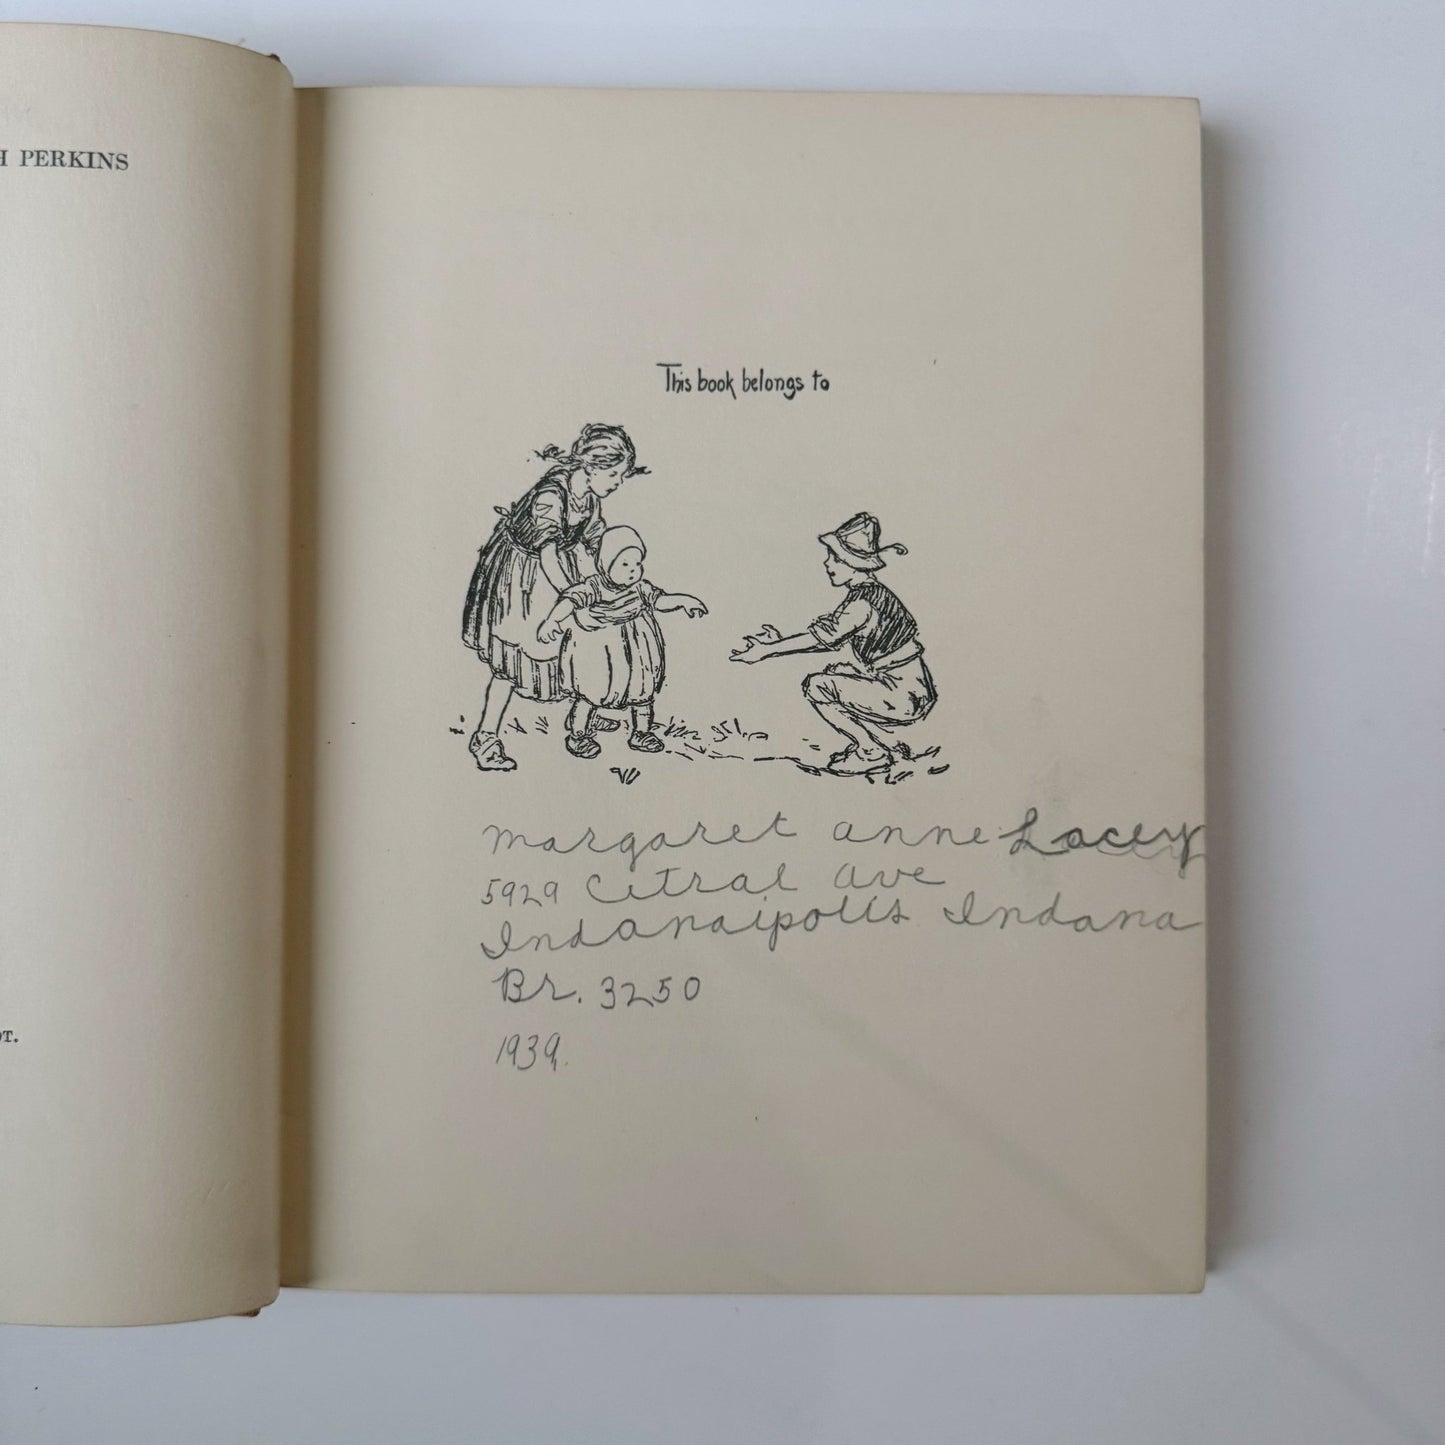 H PERKINS
OT.
This book belongs to
Margaret anne Lacey
5929 Citral ave
Indanaipolis Indana
Br. 3250
1939.